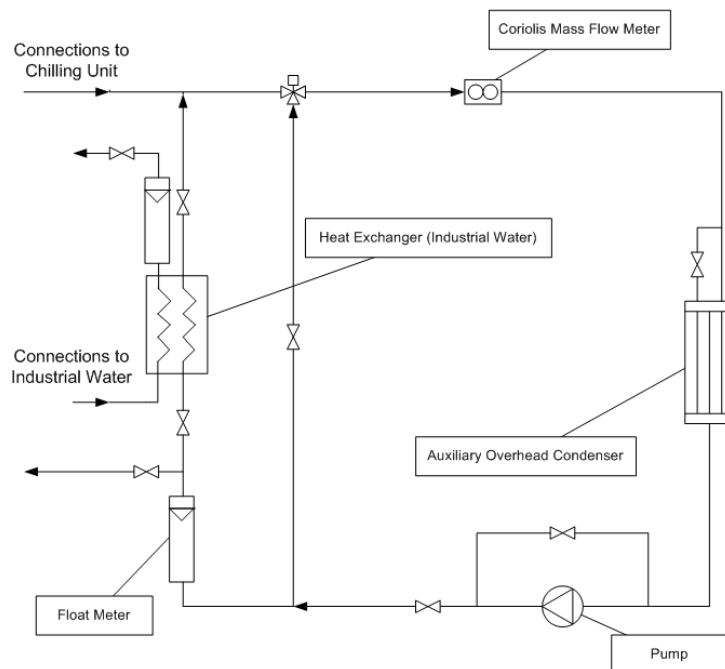 Coriolis Mass Flow Meter
Connections to
Chilling Unit
Heat Exchanger (Industrial Water)
Connections to
Industrial Water
Auxiliary Overhead Condenser
Float Meter
Pump